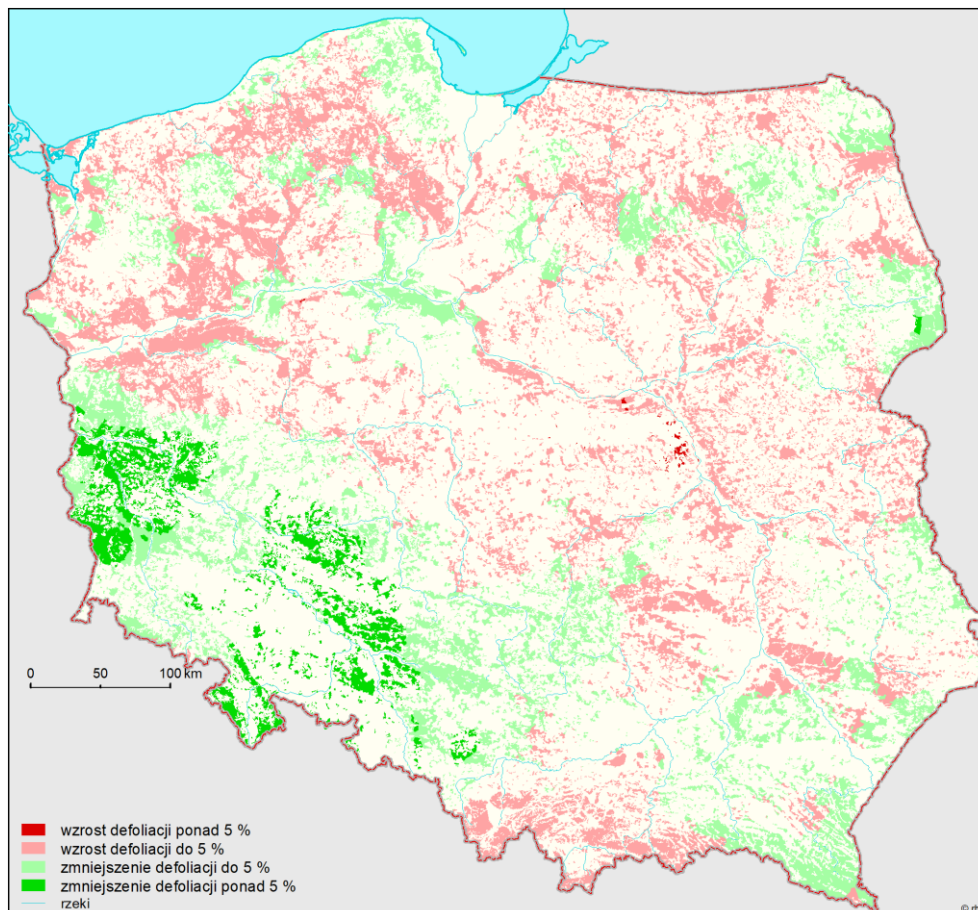 0 50 100 km
wzrost defoliacji ponad 5 %
wzrost defoliacji do 5 %
zmniejszenie defoliacji do 5 %
zmniejszenie defoliacji ponad 5 %
rzeki